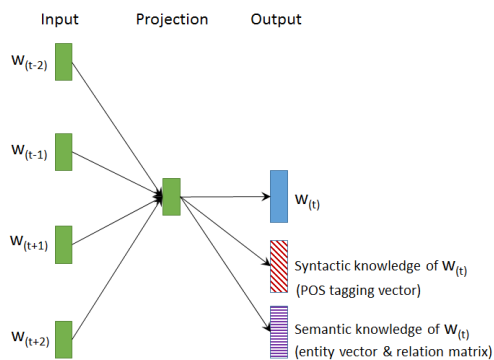 Input Projection Output
W(t-2)
W(t-1)
W(t+1)
W(t+2)
W(t)
Syntactic knowledge of W(t)
(POS tagging vector)
Semantic knowledge of W(t)
(entity vector & relation matrix)